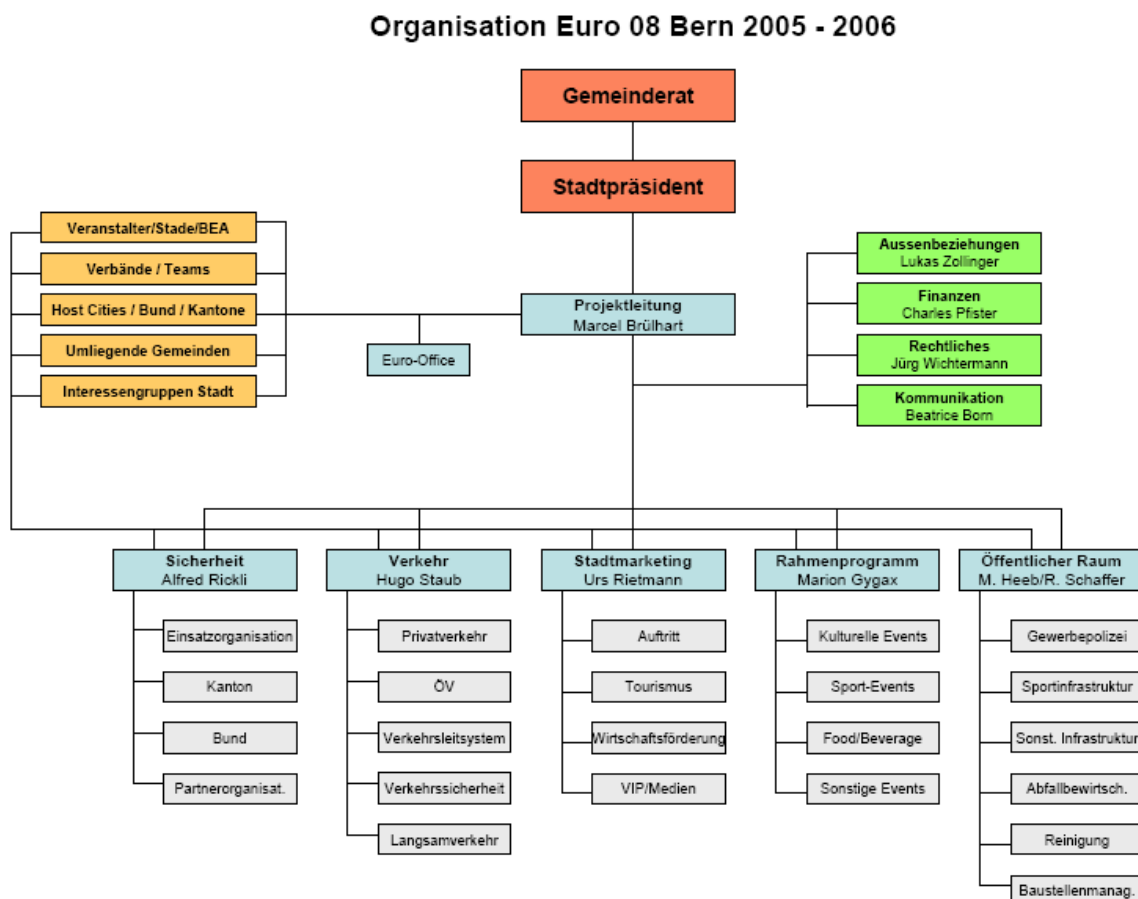 Organisation Euro 08 Bern 2005 - 2006
Gemeinderat
Stadtpräsident
Veranstalter/Stade/BEA
Verbände / Teams
Host Cities / Bund / Kantone
Umliegende Gemeinden
Interessengruppen Stadt
Euro-Office
Projektleitung
Marcel Brülhart
Aussenbeziehungen
Lukas Zollinger
Finanzen
Charles Pfister
Rechtliches
Jürg Wichtermann
Kommunikation
Beatrice Born
Sicherheit
Alfred Rickli
Einsatzorganisation
Kanton
Bund
Partnerorganisat.
Verkehr
Hugo Staub
Privatverkehr
ÖV
Verkehrsleitsystem
Verkehrssicherheit
Langsamverkehr
Stadtmarketing
Urs Rietmann
Auftritt
Tourismus
Wirtschaftsförderung
VIP/Medien
Rahmenprogramm
Marion Gygax
Kulturelle Events
Sport-Events
Food/Beverage
Sonstige Events
Öffentlicher Raum
M. Heeb/R. Schaffer
Gewerbepolizei
Sportinfrastruktur
Sonst. Infrastruktur
Abfallbewirtsch.
Reinigung
Baustellenmanag.